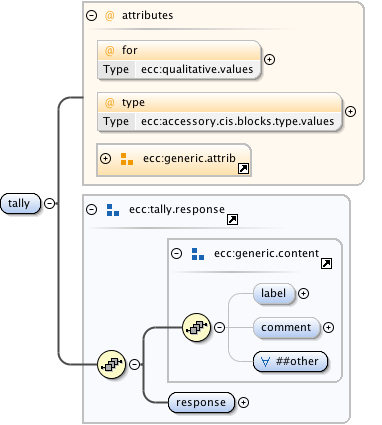 @ attributes
@ for
Type ecc:qualitative.values
@ type
Type ecc:accessory.cis.blocks.type.values
ecc:generic.attrib
tally
ecc:tally.response
ecc:generic.content
label
comment
∀ ##other
response